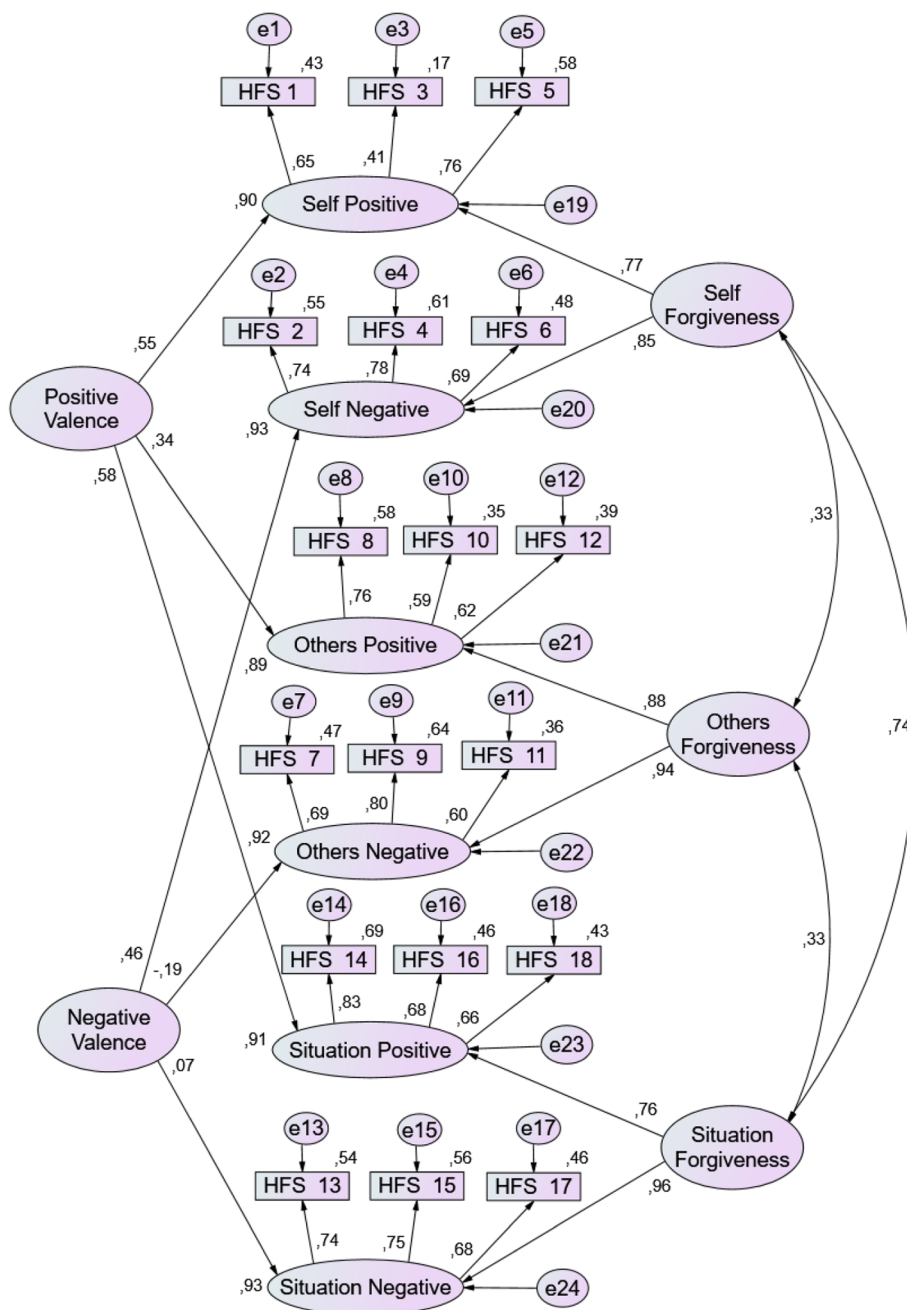 e1
e3
e5
,43
,17
,58
HFS 1
HFS 3
HFS 5
,65
,41
,76
,90
Self Positive
e19
,77
e2
e4
e6
,55
,61
,48
HFS 2
HFS 4
HFS 6
Self
Forgiveness
,55
,74
,78
,69
,85
Positive
Valence
Self Negative
e20
,93
,34
,58
e8
e10
e12
,58
,35
,39
,33
HFS 8
HFS 10
HFS 12
,76
,59
,62
Others Positive
e21
,89
e7
e9
e11
,88
,47
,64
,36
Others
Forgiveness
,74
HFS 7
HFS 9
HFS 11
,94
,69
,80
,60
,92
Others Negative
e22
e14
e16
e18
,69
,46
,43
,46
-,19
HFS 14
HFS 16
HFS 18
,33
,83
,68
,66
Negative
Valence
,91
Situation Positive
e23
,07
,76
e13
e15
e17
Situation
Forgiveness
,54
,56
,46
HFS 13
HFS 15
HFS 17
,96
,74
,75
,68
,93
Situation Negative
e24